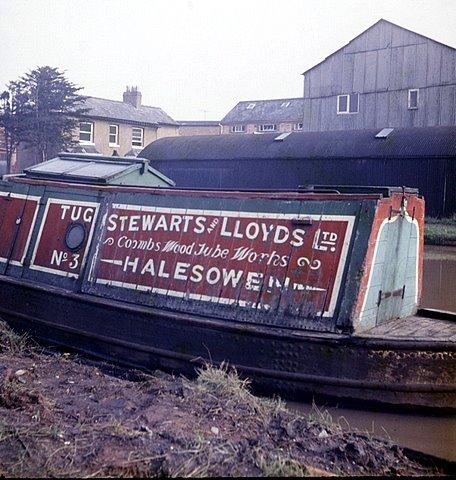 TUG
No 3
STEWARTS AND LLOYDS LTD
Coombs Wood Tube Works
HALESOWEN